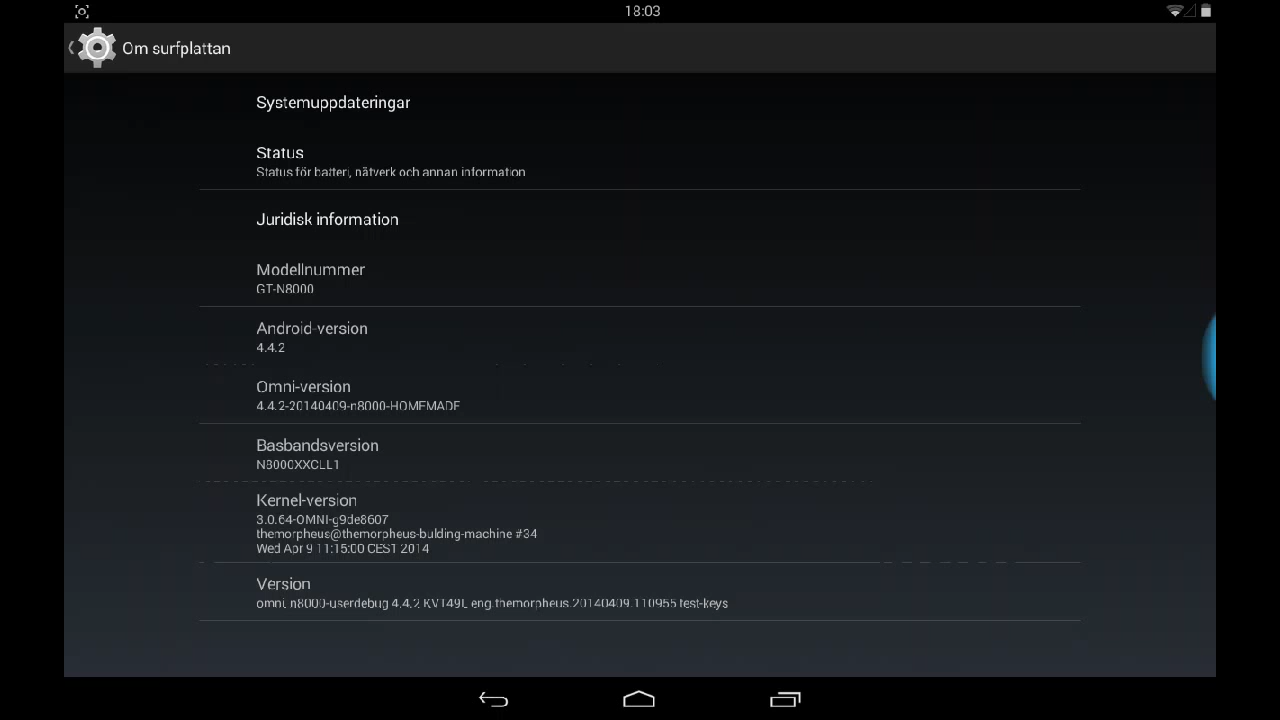 18:03
Om surfplattan
Systemuppdateringar
Status
Status för batteri, nätverk och annan information
Juridisk information
Modellnummer
GT-N8000
Android-version
4.4.2
Omni-version
4.4.2-20140409-n8000-HOMEMADE
Basbandsversion
N8000XXCLL1
Kernel-version
3.0.64-OMNI-g9de8607
themorpheus@themorpheus-bulding-machine #34
Wed Apr 9 11:15:00 CEST 2014
Version
omni_n8000-userdebug 4.4.2 KVT49L eng.themorpheus.20140409.110955 test-keys